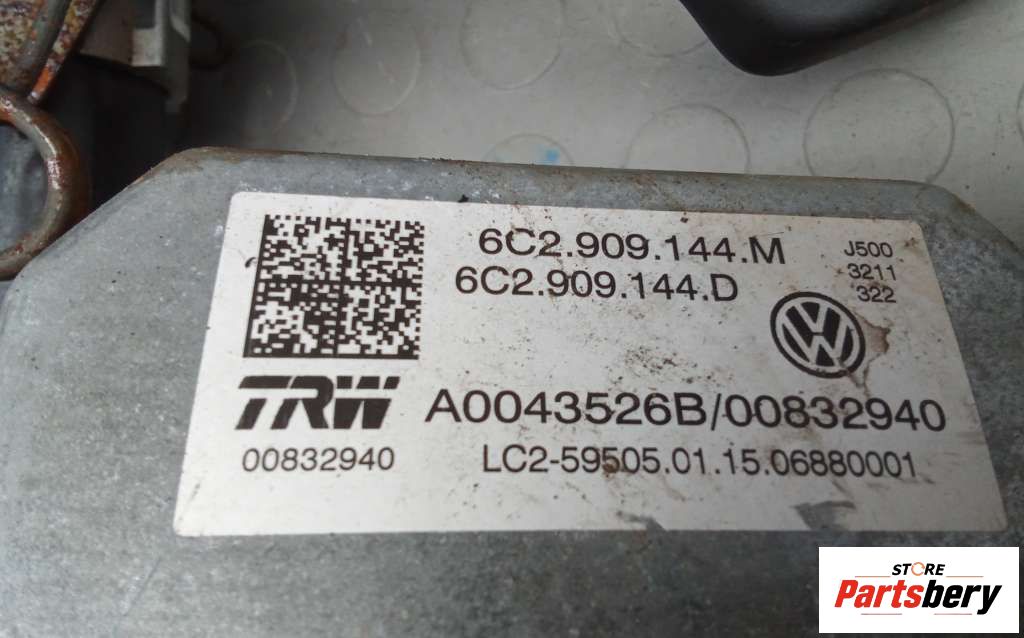 6C2.909.144.M
6C2.909.144.D
J500
3211
322
TRW
A0043526B/00832940
00832940
LC2-59505.01.15.06880001
STORE
Partsbery